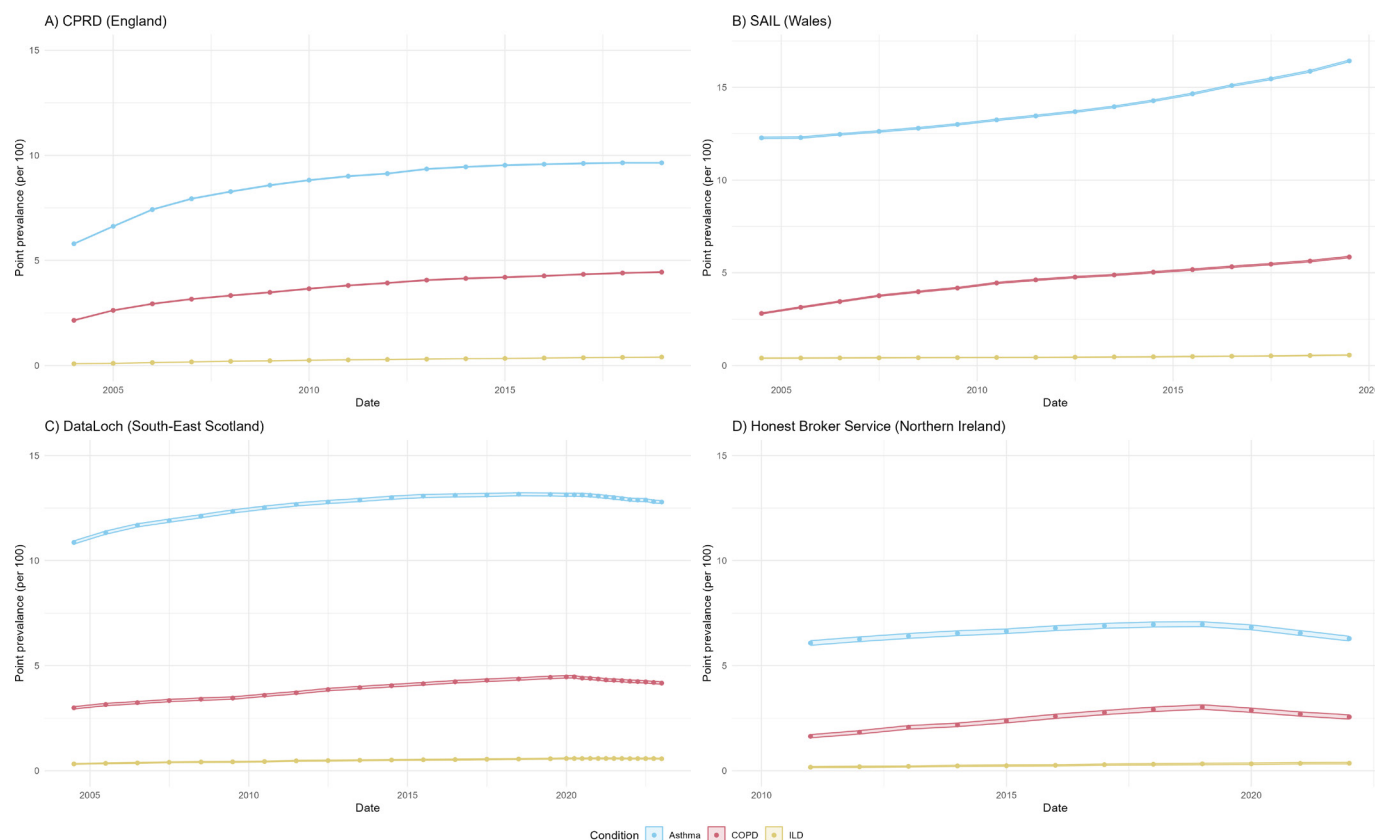 A) CPRD (England)
15
10
5
0
Point prevalance (per 100)
2005
2010
2015
Date
B) SAIL (Wales)
15
10
5
0
Point prevalance (per 100)
2005
2010
2015
202
Date
C) DataLoch (South-East Scotland)
15
10
5
0
Point prevalance (per 100)
2005
2010
2015
2020
Date
D) Honest Broker Service (Northern Ireland)
15
10
5
0
Point prevalance (per 100)
2010
2015
2020
Date
Condition Asthma COPD ILD